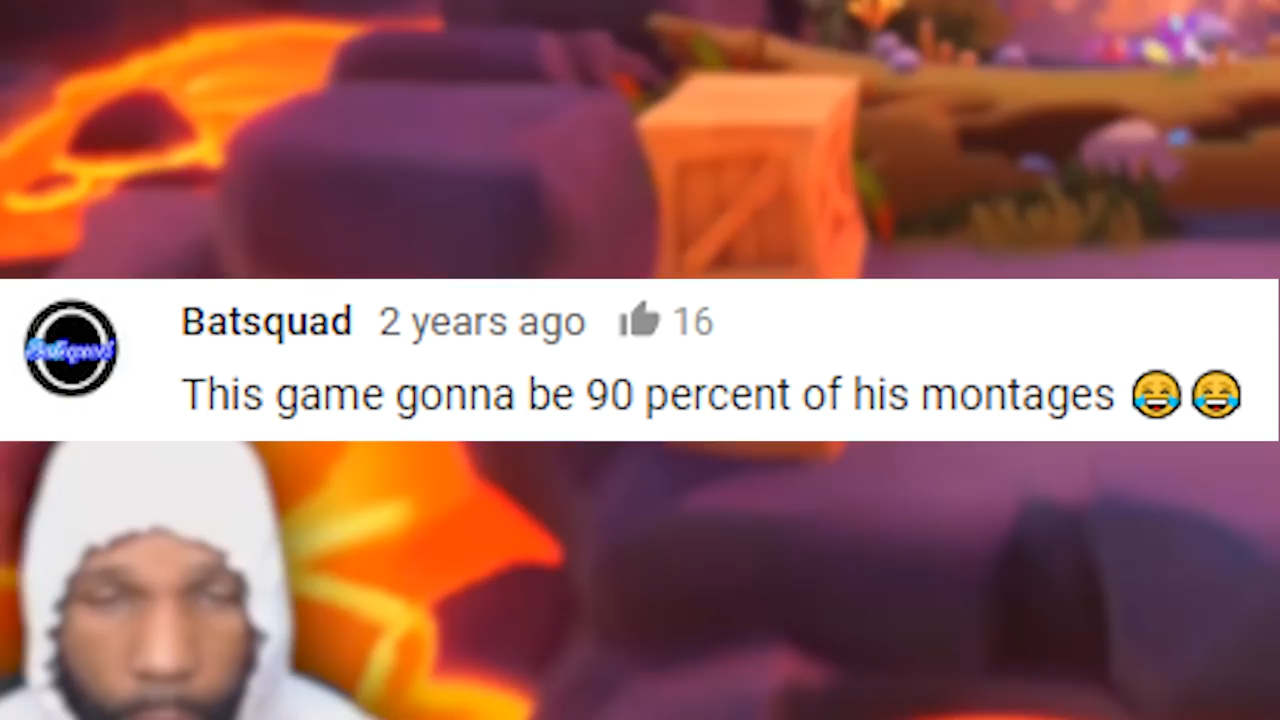 Batsquad 2 years ago 16
This game gonna be 90 percent of his montages 😂😂